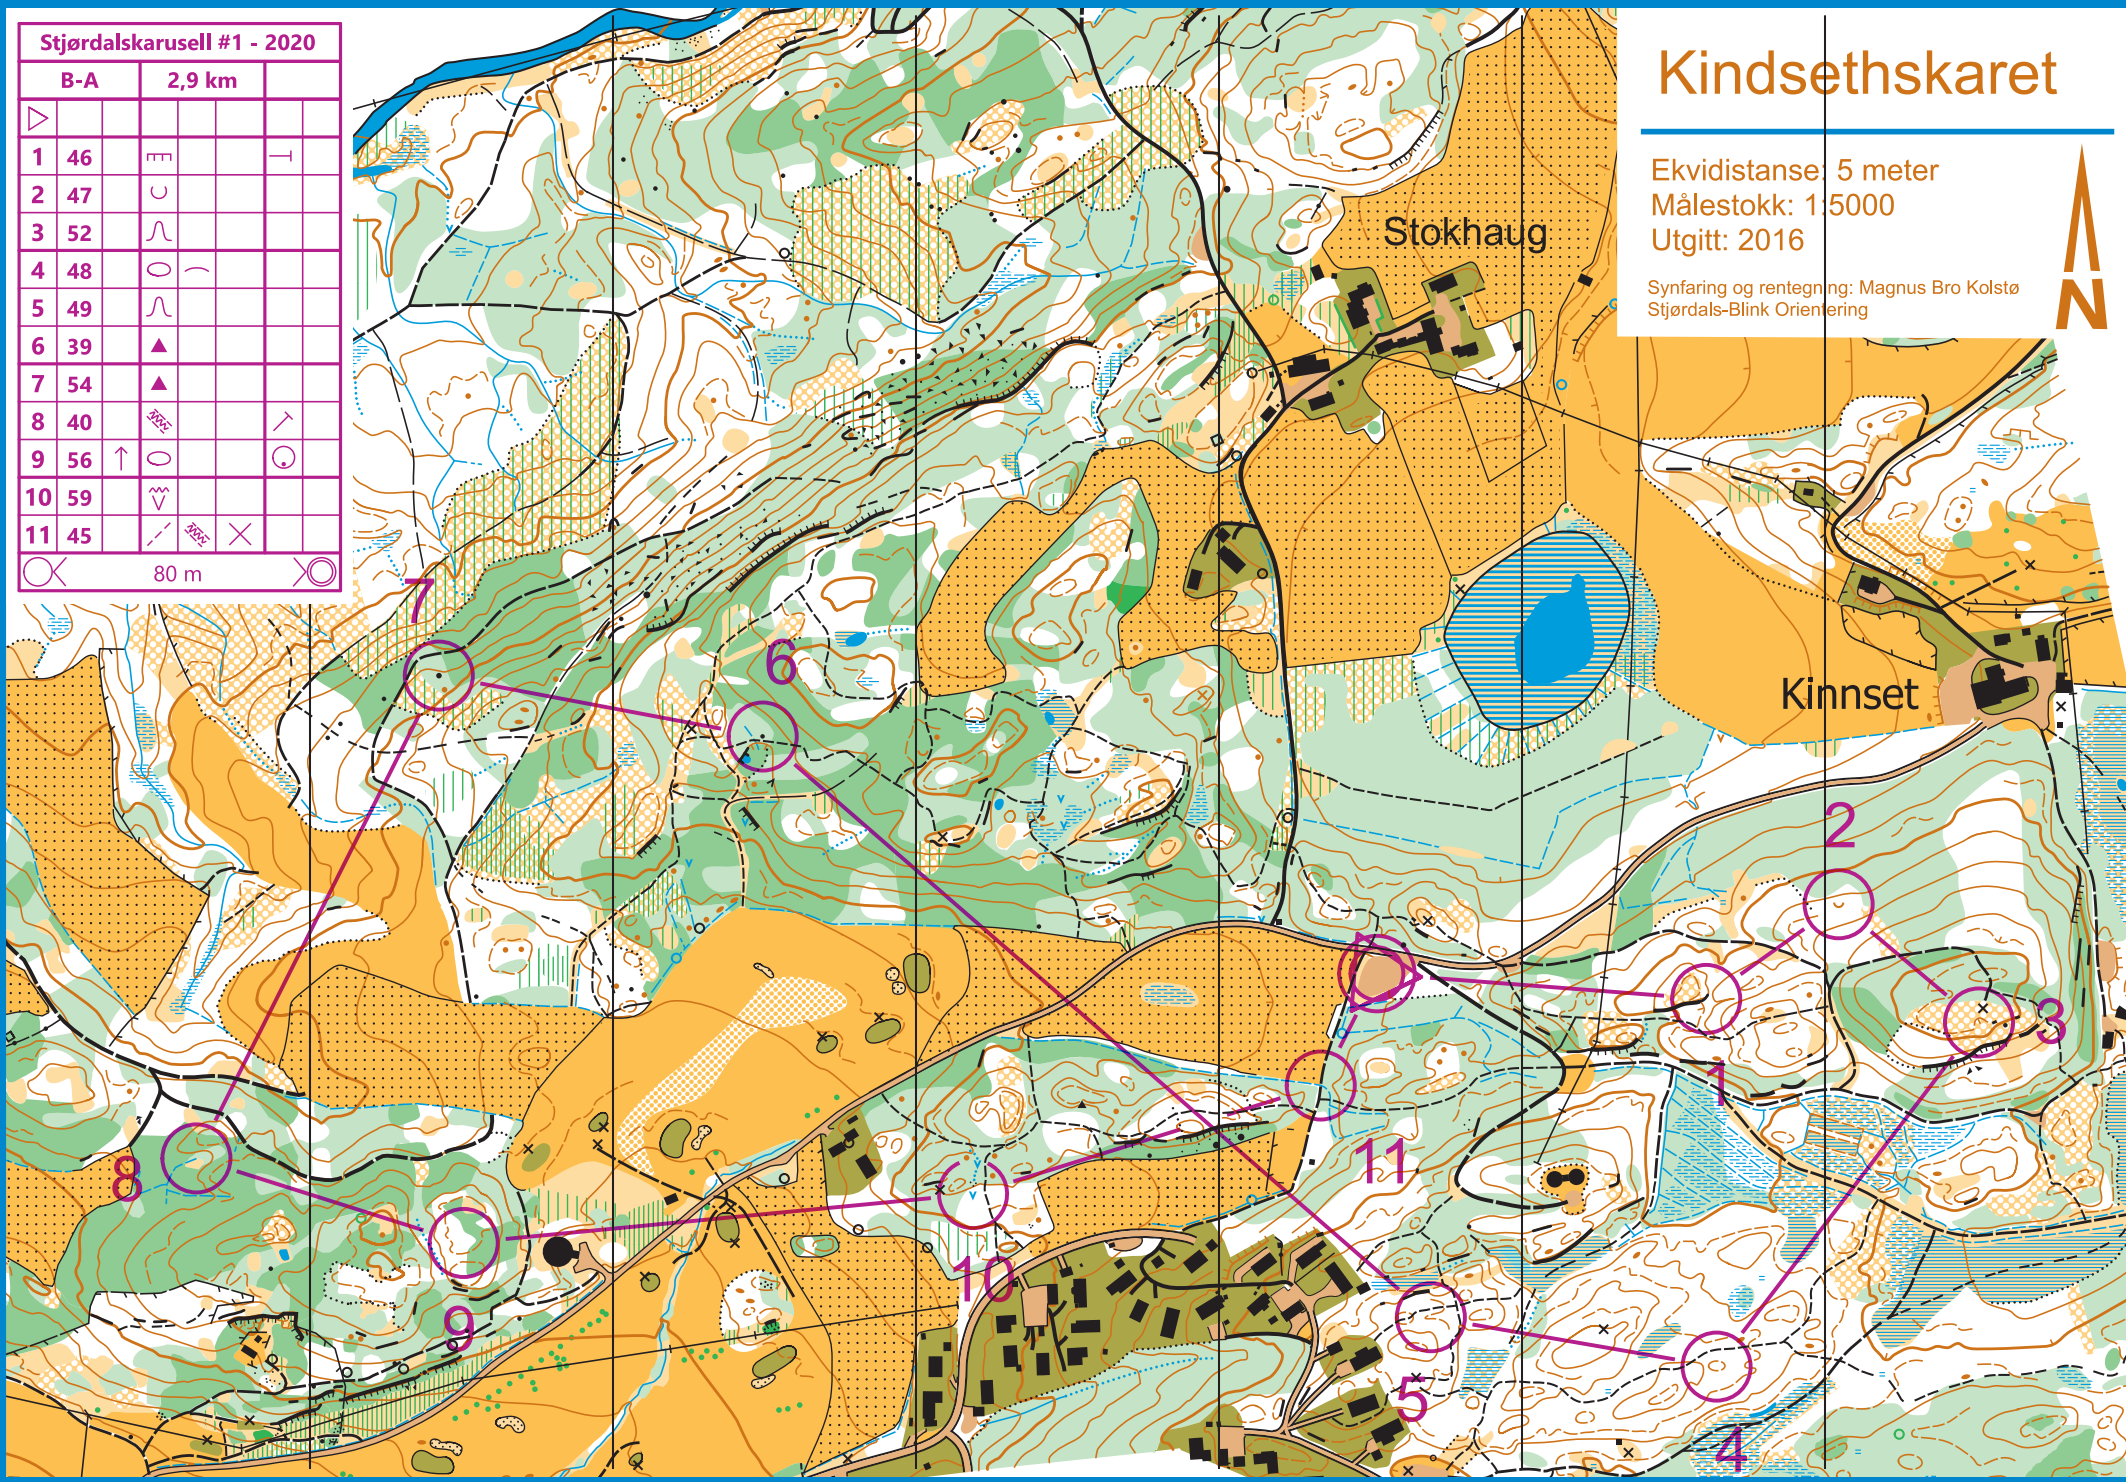 Stjørdalskarusell #1 - 2020
B-A 2,9 km
1 46
2 47
3 52
4 48
5 49
6 39
7 54
8 40
9 56
10 59
11 45
80 m
Kindsethskaret
Ekvidistanse: 5 meter
Målestokk: 1:5000
Utgitt: 2016
Synfaring og rentegning: Magnus Bro Kolstø
Stjørdals-Blink Orientering
N
Stokhaug
7
6
Kinnset
2
3
1
11
8
10
9
5
4